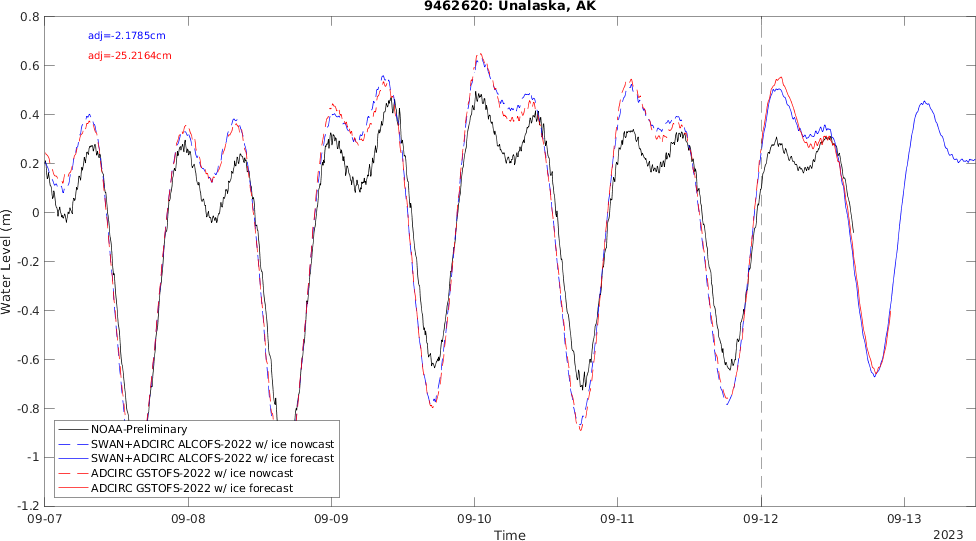 9462620: Unalaska, AK
adj=-2.1785cm
adj=-25.2164cm
0.8
0.6
0.4
0.2
0
-0.2
-0.4
-0.6
-0.8
-1
-1.2
Water Level (m)
NOAA-Preliminary
SWAN+ADCIRC ALCOFS-2022 w/ ice nowcast
SWAN+ADCIRC ALCOFS-2022 w/ ice forecast
ADCIRC GSTOFS-2022 w/ ice nowcast
ADCIRC GSTOFS-2022 w/ ice forecast
09-07 09-08 09-09 09-10 09-11 09-12 09-13
Time
2023